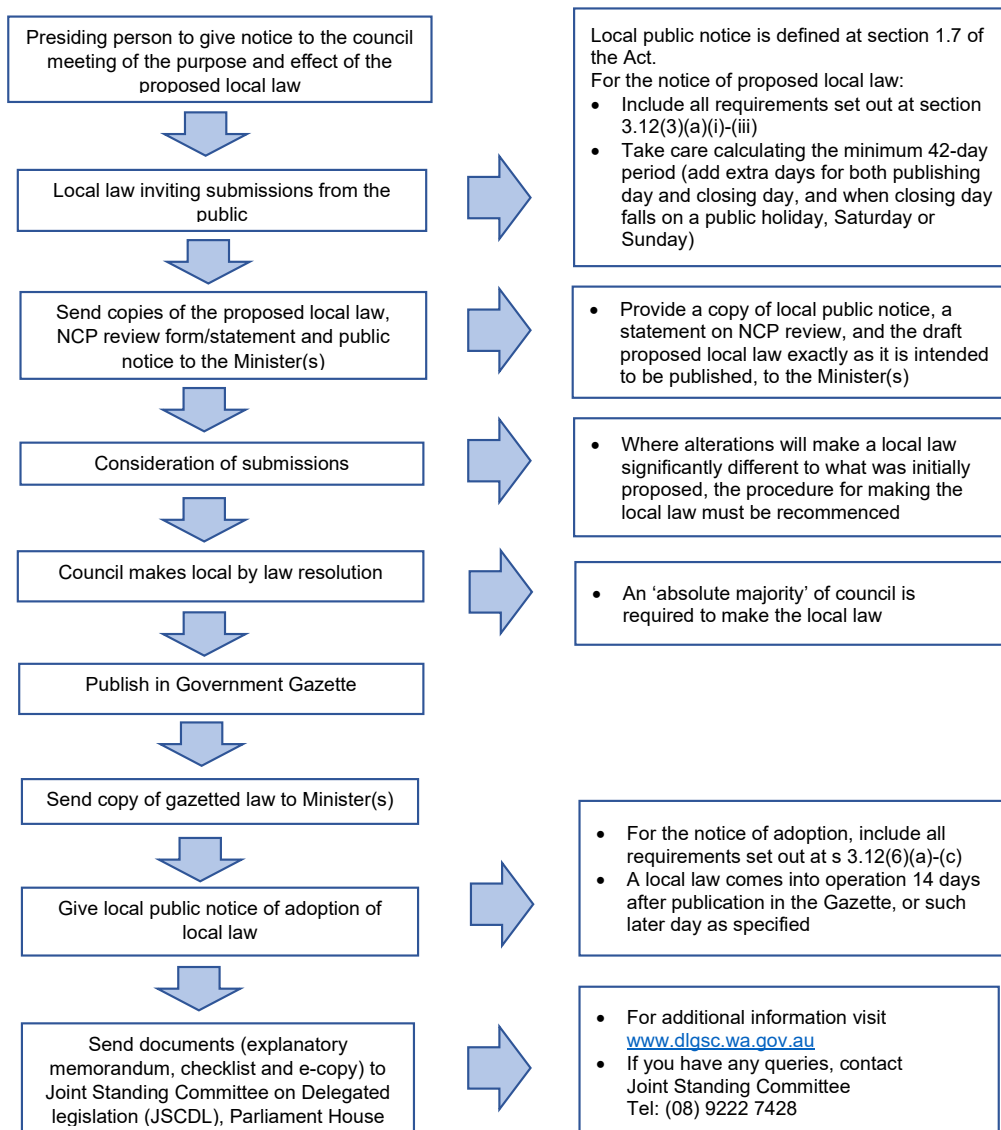 Presiding person to give notice to the council
meeting of the purpose and effect of the
proposed local law
Local public notice is defined at section 1.7 of
the Act.
For the notice of proposed local law:
• Include all requirements set out at section
3.12(3)(a)(i)-(iii)
• Take care calculating the minimum 42-day
period (add extra days for both publishing
day and closing day, and when closing day
falls on a public holiday, Saturday or
Sunday)
Local law inviting submissions from the
public
Send copies of the proposed local law,
NCP review form/statement and public
notice to the Minister(s)
• Provide a copy of local public notice, a
statement on NCP review, and the draft
proposed local law exactly as it is intended
to be published, to the Minister(s)
Consideration of submissions
• Where alterations will make a local law
significantly different to what was initially
proposed, the procedure for making the
local law must be recommenced
Council makes local by law resolution
• An ‘absolute majority’ of council is
required to make the local law
Publish in Government Gazette
Send copy of gazetted law to Minister(s)
Give local public notice of adoption of
local law
• For the notice of adoption, include all
requirements set out at s 3.12(6)(a)-(c)
• A local law comes into operation 14 days
after publication in the Gazette, or such
later day as specified
Send documents (explanatory
memorandum, checklist and e-copy) to
Joint Standing Committee on Delegated
legislation (JSCDL), Parliament House
• For additional information visit
www.dlgsc.wa.gov.au
• If you have any queries, contact
Joint Standing Committee
Tel: (08) 9222 7428